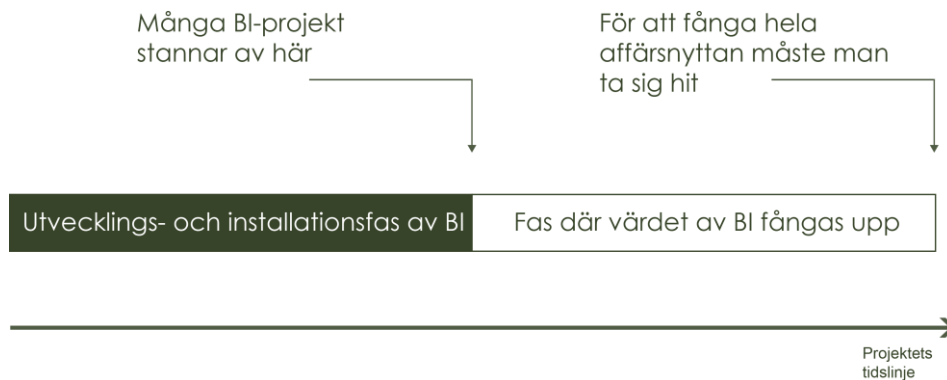 Många BI-projekt
stannar av här
För att fånga hela
affärsnyttan måste man
ta sig hit
Utvecklings- och installationsfas av BI
Fas där värdet av BI fångas upp
Projektets
tidslinje